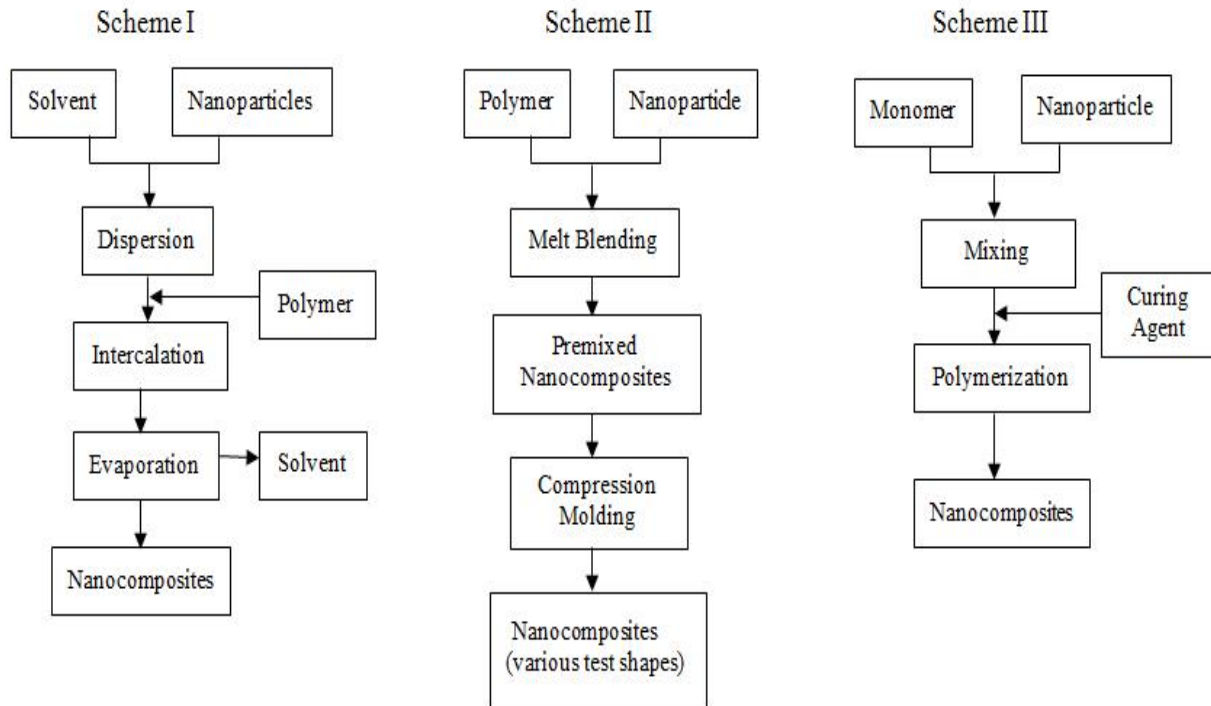 Scheme I
Solvent
Nanoparticles
Dispersion
Polymer
Intercalation
Evaporation
Solvent
Nanocomposites
Scheme II
Polymer
Nanoparticle
Melt Blending
Premixed
Nanocomposites
Compression
Molding
Nanocomposites
(various test shapes)
Scheme III
Monomer
Nanoparticle
Mixing
Curing
Agent
Polymerization
Nanocomposites